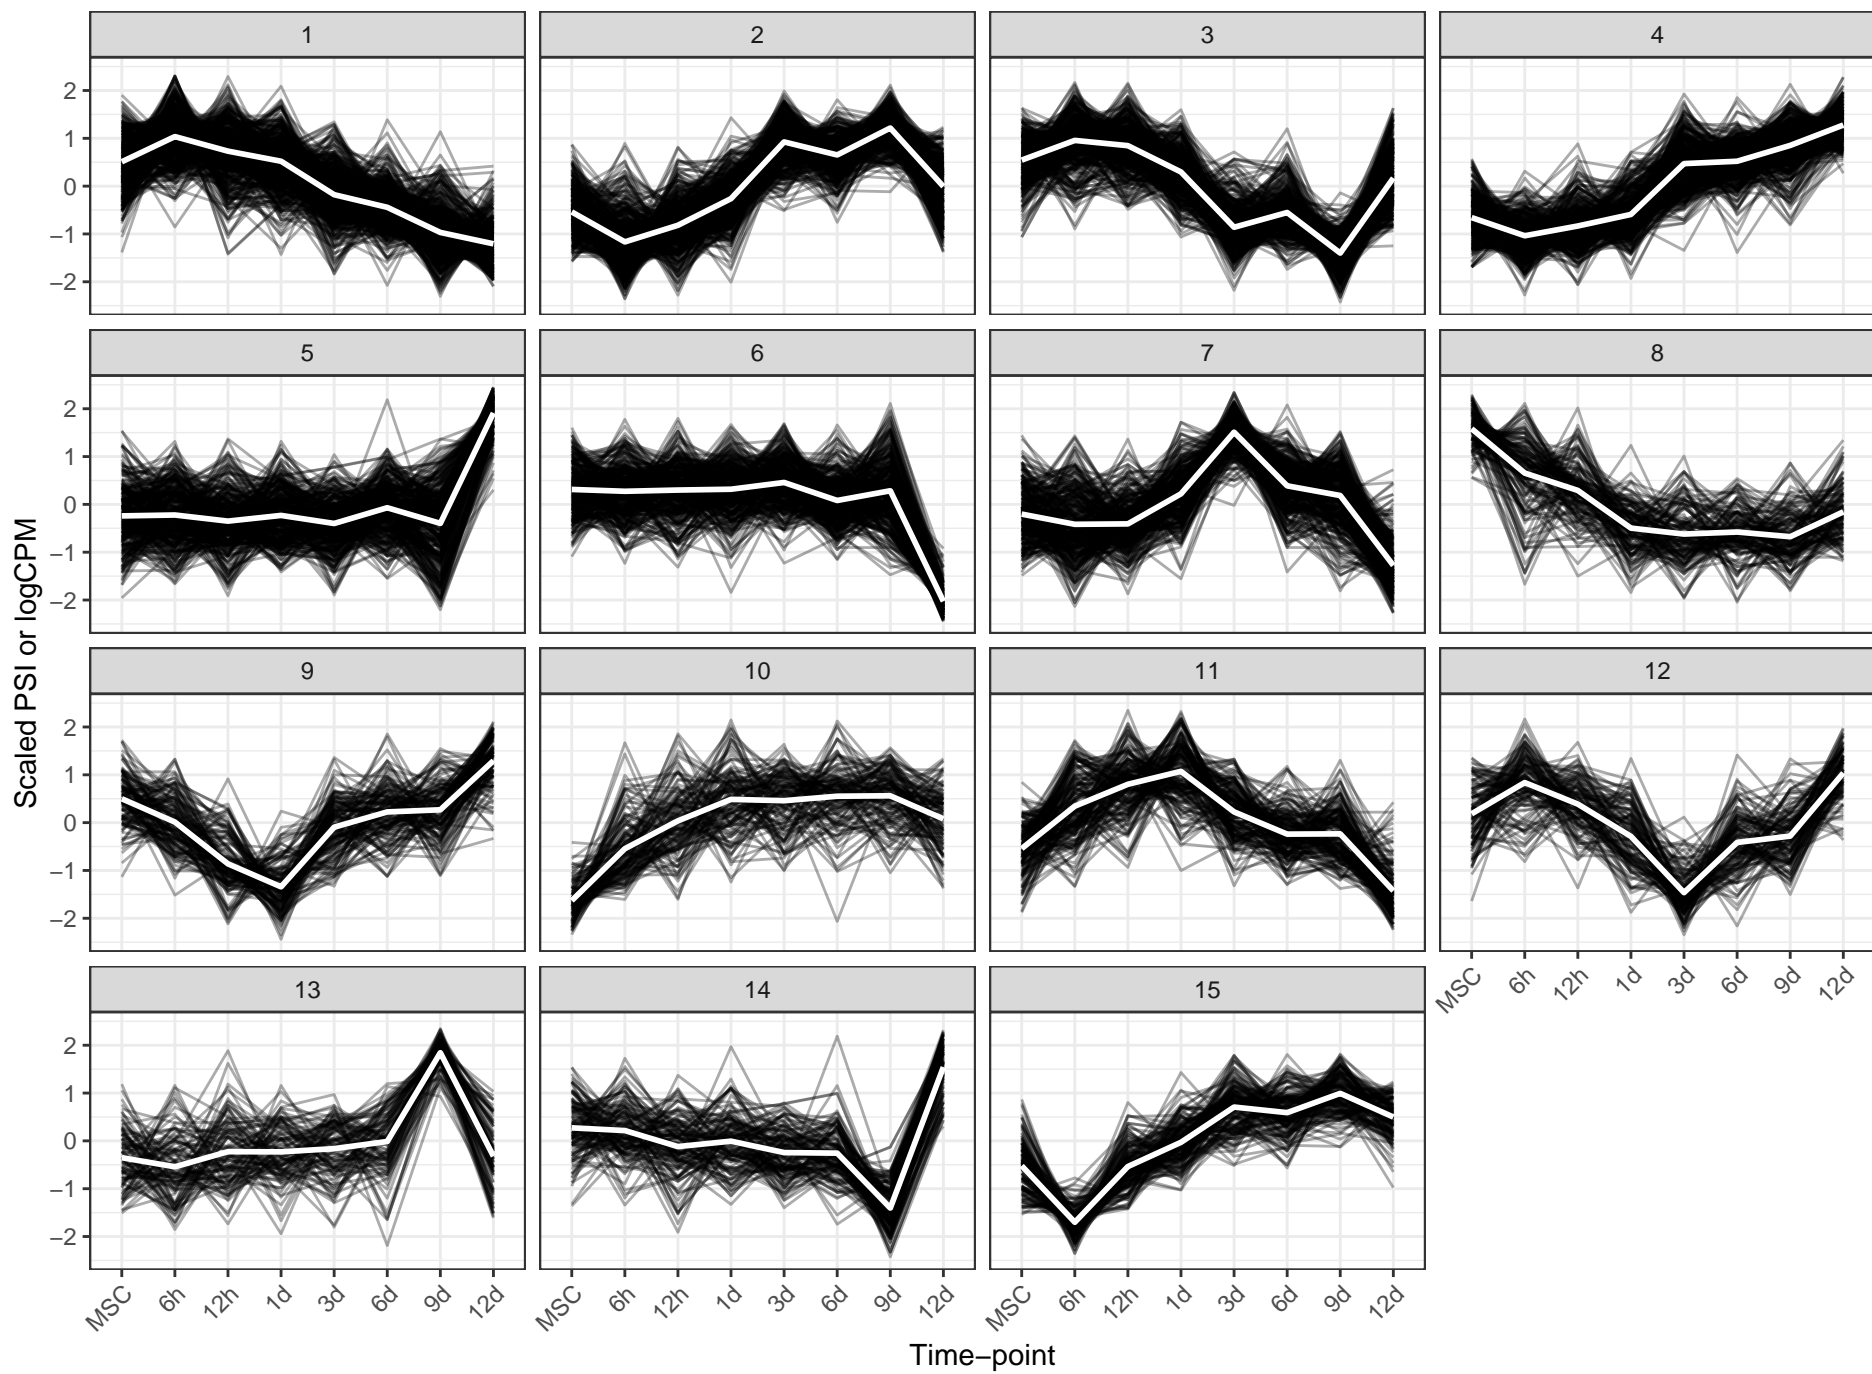 1 2 3 4
2
1
0
−1
−2
5 6 7 8
2
1
0
−1
−2
9 10 11 12
2
1
0
−1
−2
MSC 6h 12h 1d 3d 6d 9d 12d
13 14 15
2
1
0
−1
−2
MSC 6h 12h 1d 3d 6d 9d 12d MSC 6h 12h 1d 3d 6d 9d 12d MSC 6h 12h 1d 3d 6d 9d 12d
Time−point
Scaled PSI or logCPM